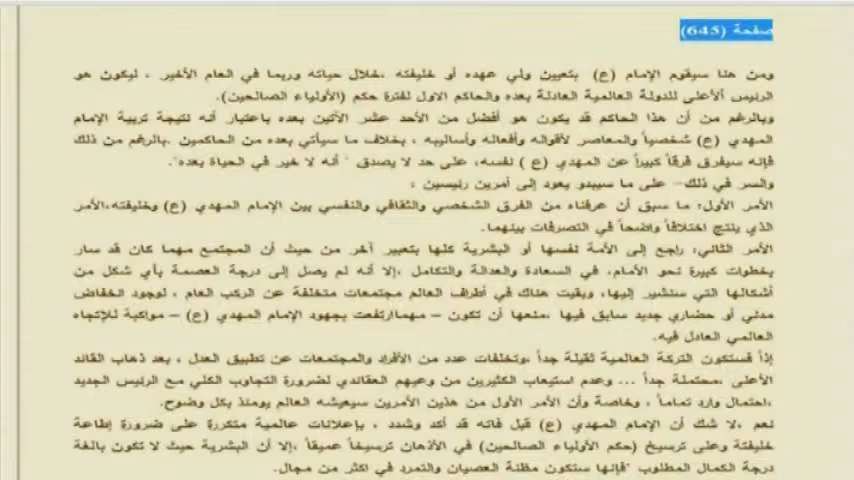 صفحة (645)
ومن هنا سيقوم الإمام (ع) بتعيين ولي عهده أو خليفته ،خلال حياته وربما في العام الأخير ، ليكون هو
الرئيس ألأعلى للدولة العالمية العادلة بعده والحاكم الاول لفترة حكم (الأولياء الصالحين).
وبالرغم من أن هذا الحاكم قد يكون هو أفضل من الأحد عشر الآتين بعده باعتبار أنه نتيجة تربية الإمام
المهدي (ع) شخصياً والمعاصر لأقواله وأفعاله وأساليبه ، بخلاف ما سيأتي بعده من الحاكمين .بالرغم من ذلك
فإنه سيفرق فرقاً كبيراً عن المهدي (ع ) نفسه، على حد لا يصدق " أنه لا خير في الحياة بعده".
والسر في ذلك– على ما سيبدو يعود إلى أمرين رئيسين ،
الأمر الأول: ما سبق أن عرفناه من الفرق الشخصي والثقافي والنفسي بين الإمام المهدي (ع) وخليفته،الأمر
الذي ينتج اختلافاً واضحاً في التصرفات بينهما.
الأمر الثاني: راجع إلى الأمة نفسها أو البشرية كلها بتعبير آخر من حيث أن المجتمع مهما كان قد سار
بخطوات كبيرة نحو الأمام، في السعادة والعدالة والتكامل ،إلا أنه لم يصل إلى درجة العصمة بأي شكل من
أشكالها التي سنشير إليها، وبقيت هناك في أطراف العالم مجتمعات متخلفة عن الركب العام ، لوجود انخفاض
مدني أو حضاري جديد سابق فيها ،منعها أن تكون – مهماارتفعت بجهود الإمام المهدي (ع) – مواكبة للإتجاه
العالمي العادل فيه.
إذاً فستكون التركة العالمية ثقيلة جداً ،وتخلفات عدد من الأفراد والمجتمعات عن تطبيق العدل ، بعد ذهاب القائد
الأعلى ،محتملة جداً ... وعدم استيعاب الكثيرين من وعيهم العقائدي لضرورة التجاوب الكلي مع الرئيس الجديد
،احتمال وارد تماماً ، وخاصة وأن الأمر الأول من هذين الأمرين سيعيشه العالم يومئذ بكل وضوح.
نعم ،لا شك أن الإمام المهدي (ع) قبل فاته قد أكد وشدد ، بإعلانات عالمية متكررة على ضرورة إطاعة
خليفتة وعلى ترسيخ (حكم الأولياء الصالحين) في الأذهان ترسيخاً عميقاً ،إلا أن البشرية حيث لا تكون بالغة
درجة الكمال المطلوب "فإنها ستكون مظنة العصيان والتمرد في اكثر من مجال.